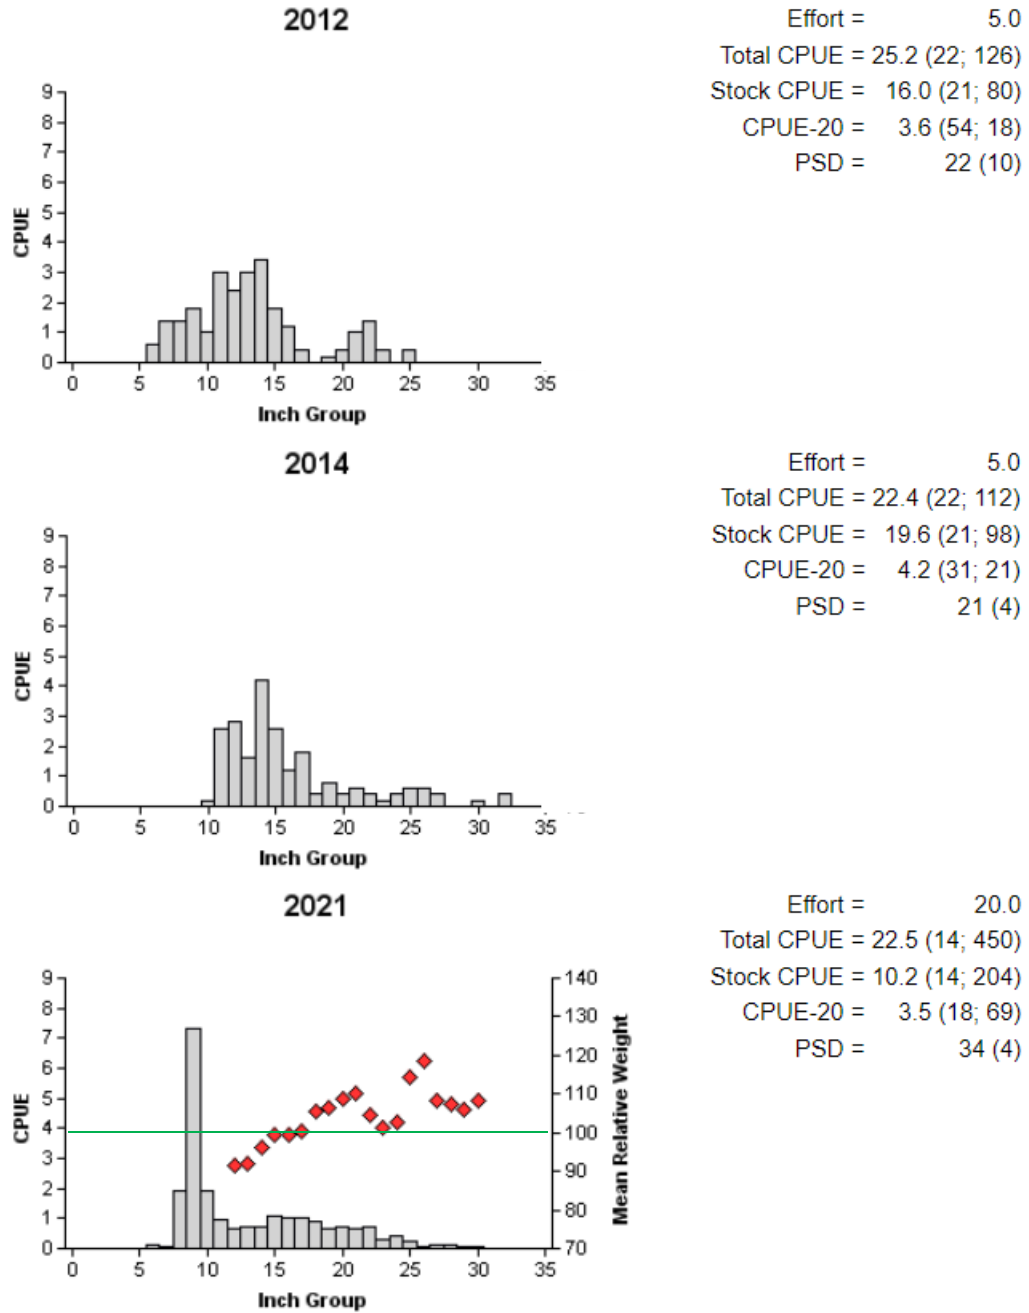 2012
Effort = 5.0
Total CPUE = 25.2 (22; 126)
Stock CPUE = 16.0 (21; 80)
CPUE-20 = 3.6 (54; 18)
PSD = 22 (10)
9
8
7
6
5
4
3
2
1
0
CPUE
0 5 10 15 20 25 30 35
Inch Group
2014
Effort = 5.0
Total CPUE = 22.4 (22; 112)
Stock CPUE = 19.6 (21; 98)
CPUE-20 = 4.2 (31; 21)
PSD = 21 (4)
9
8
7
6
5
4
3
2
1
0
CPUE
0 5 10 15 20 25 30 35
Inch Group
2021
Effort = 20.0
Total CPUE = 22.5 (14; 450)
Stock CPUE = 10.2 (14; 204)
CPUE-20 = 3.5 (18; 69)
PSD = 34 (4)
9
8
7
6
5
4
3
2
1
0
CPUE
140
130
120
110
100
90
80
70
Mean Relative Weight
0 5 10 15 20 25 30 35
Inch Group